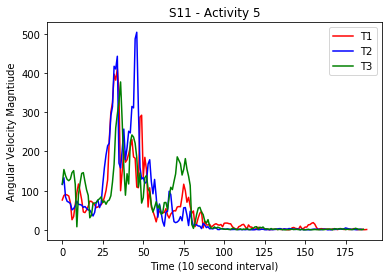 S11 - Activity 5
T1
T2
T3
Angular Velocity Magntiude
500
400
300
200
100
0
0 25 50 75 100 125 150 175
Time (10 second interval)